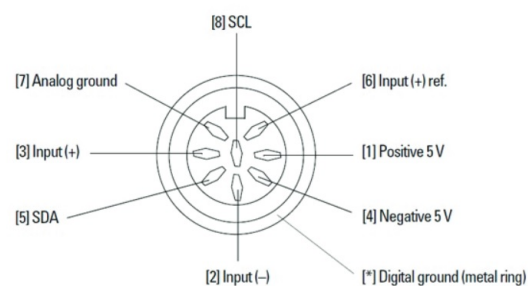 [8] SCL
[7] Analog ground
[6] Input (+) ref.
[3] Input (+)
[1] Positive 5 V
[5] SDA
[4] Negative 5 V
[2] Input (–)
[*] Digital ground (metal ring)